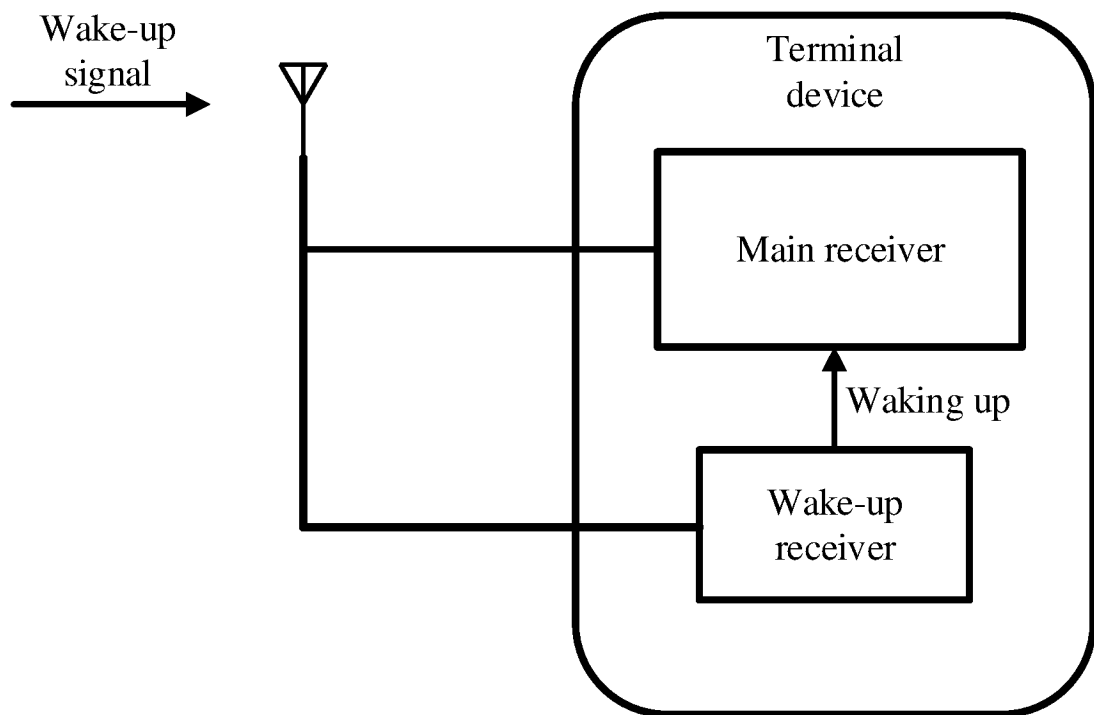 Wake-up
signal
Terminal
device
Main receiver
Waking up
Wake-up
receiver